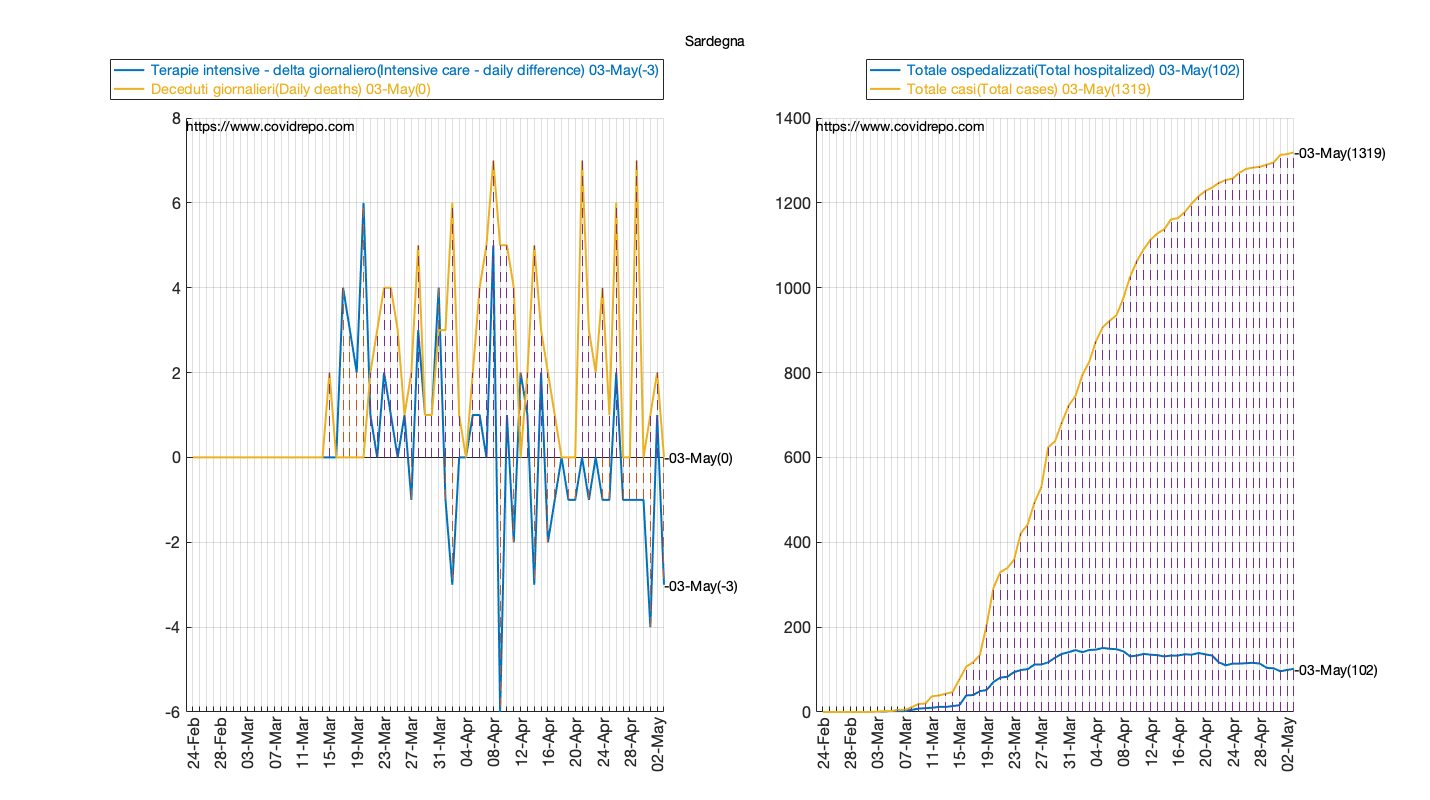 Sardegna
Terapie intensive - delta giornaliero(Intensive care - daily difference) 03-May(-3)
Deceduti giornalieri(Daily deaths) 03-May(0)
8
https://www.covidrepo.com
6
4
2
0
-2
-4
-6
-03-May(0)
-03-May(-3)
24-Feb
28-Feb
03-Mar
07-Mar
11-Mar
15-Mar
19-Mar
23-Mar
27-Mar
31-Mar
04-Apr
08-Apr
12-Apr
16-Apr
20-Apr
24-Apr
28-Apr
02-May
Totale ospedalizzati(Total hospitalized) 03-May(102)
Totale casi(Total cases) 03-May(1319)
1400
https://www.covidrepo.com
1200
1000
800
600
400
200
0
-03-May(1319)
-03-May(102)
24-Feb
28-Feb
03-Mar
07-Mar
11-Mar
15-Mar
19-Mar
23-Mar
27-Mar
31-Mar
04-Apr
08-Apr
12-Apr
16-Apr
20-Apr
24-Apr
28-Apr
02-May